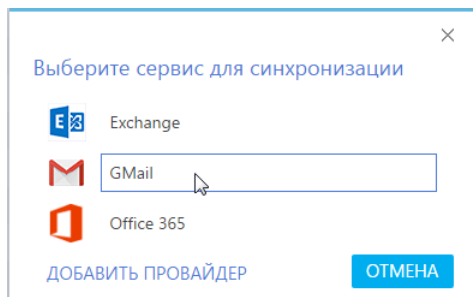 Выберите сервис для синхронизации
Exchange
GMail
Office 365
ДОБАВИТЬ ПРОВАЙДЕР
ОТМЕНА